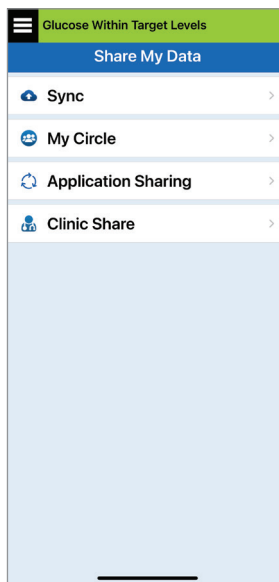 Glucose Within Target Levels
Share My Data
Sync
My Circle
Application Sharing
Clinic Share